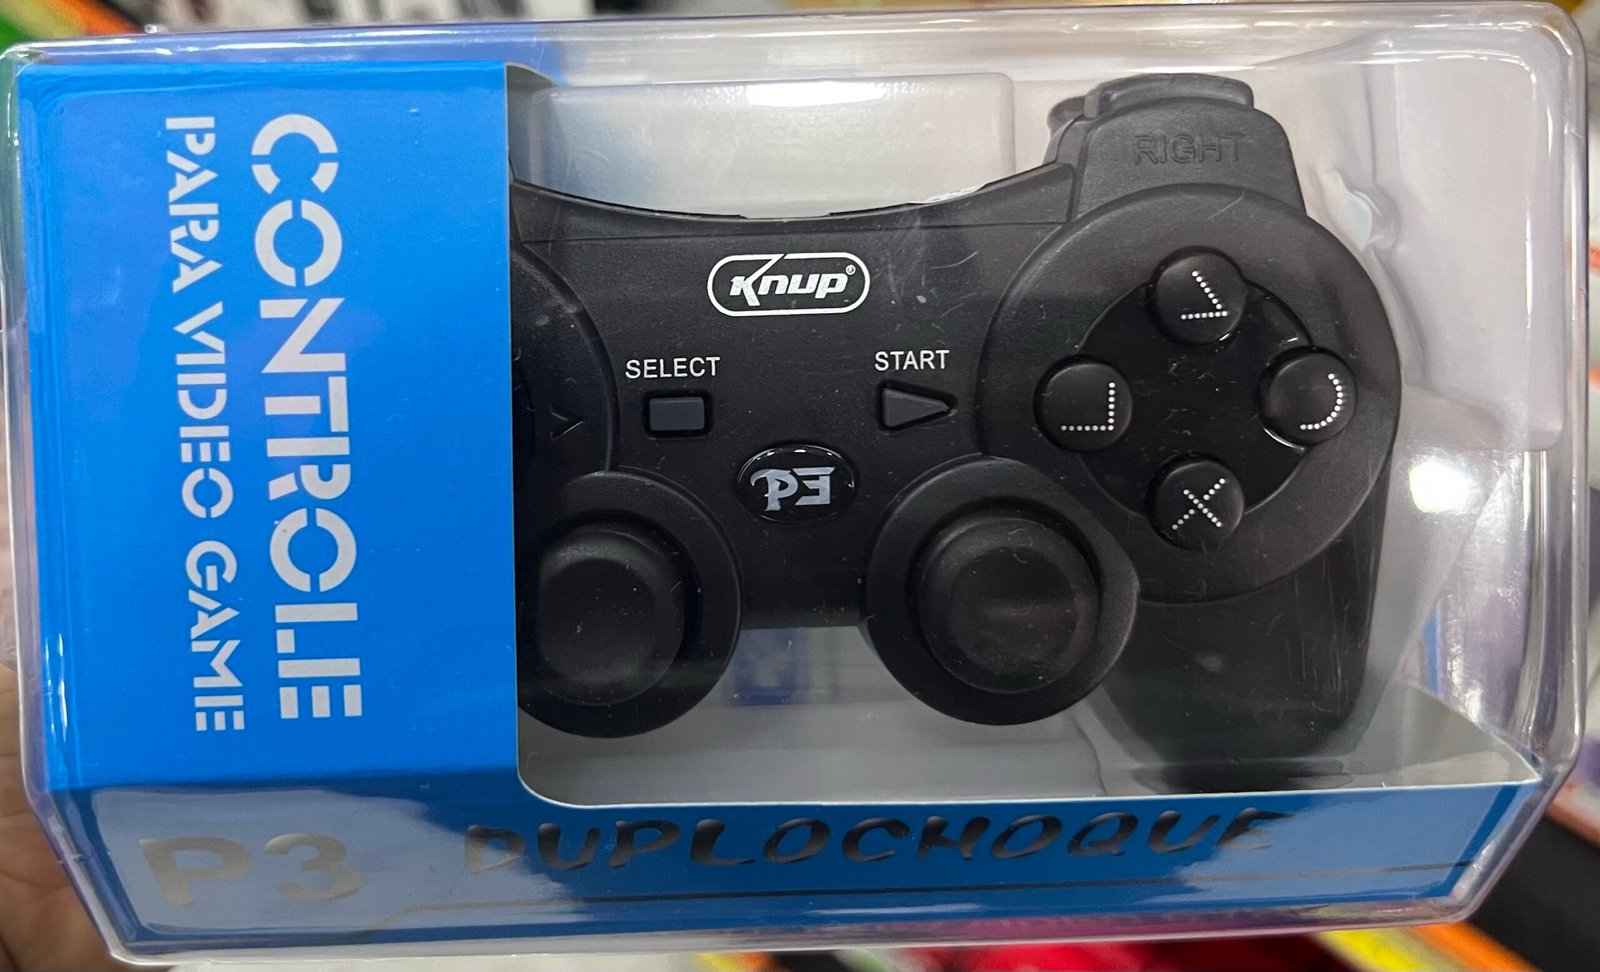 CONTROLE
PARA VIDEO GAME
RIGHT
Knup®
SELECT
START
P3
P3 DUPLOCHOQUE